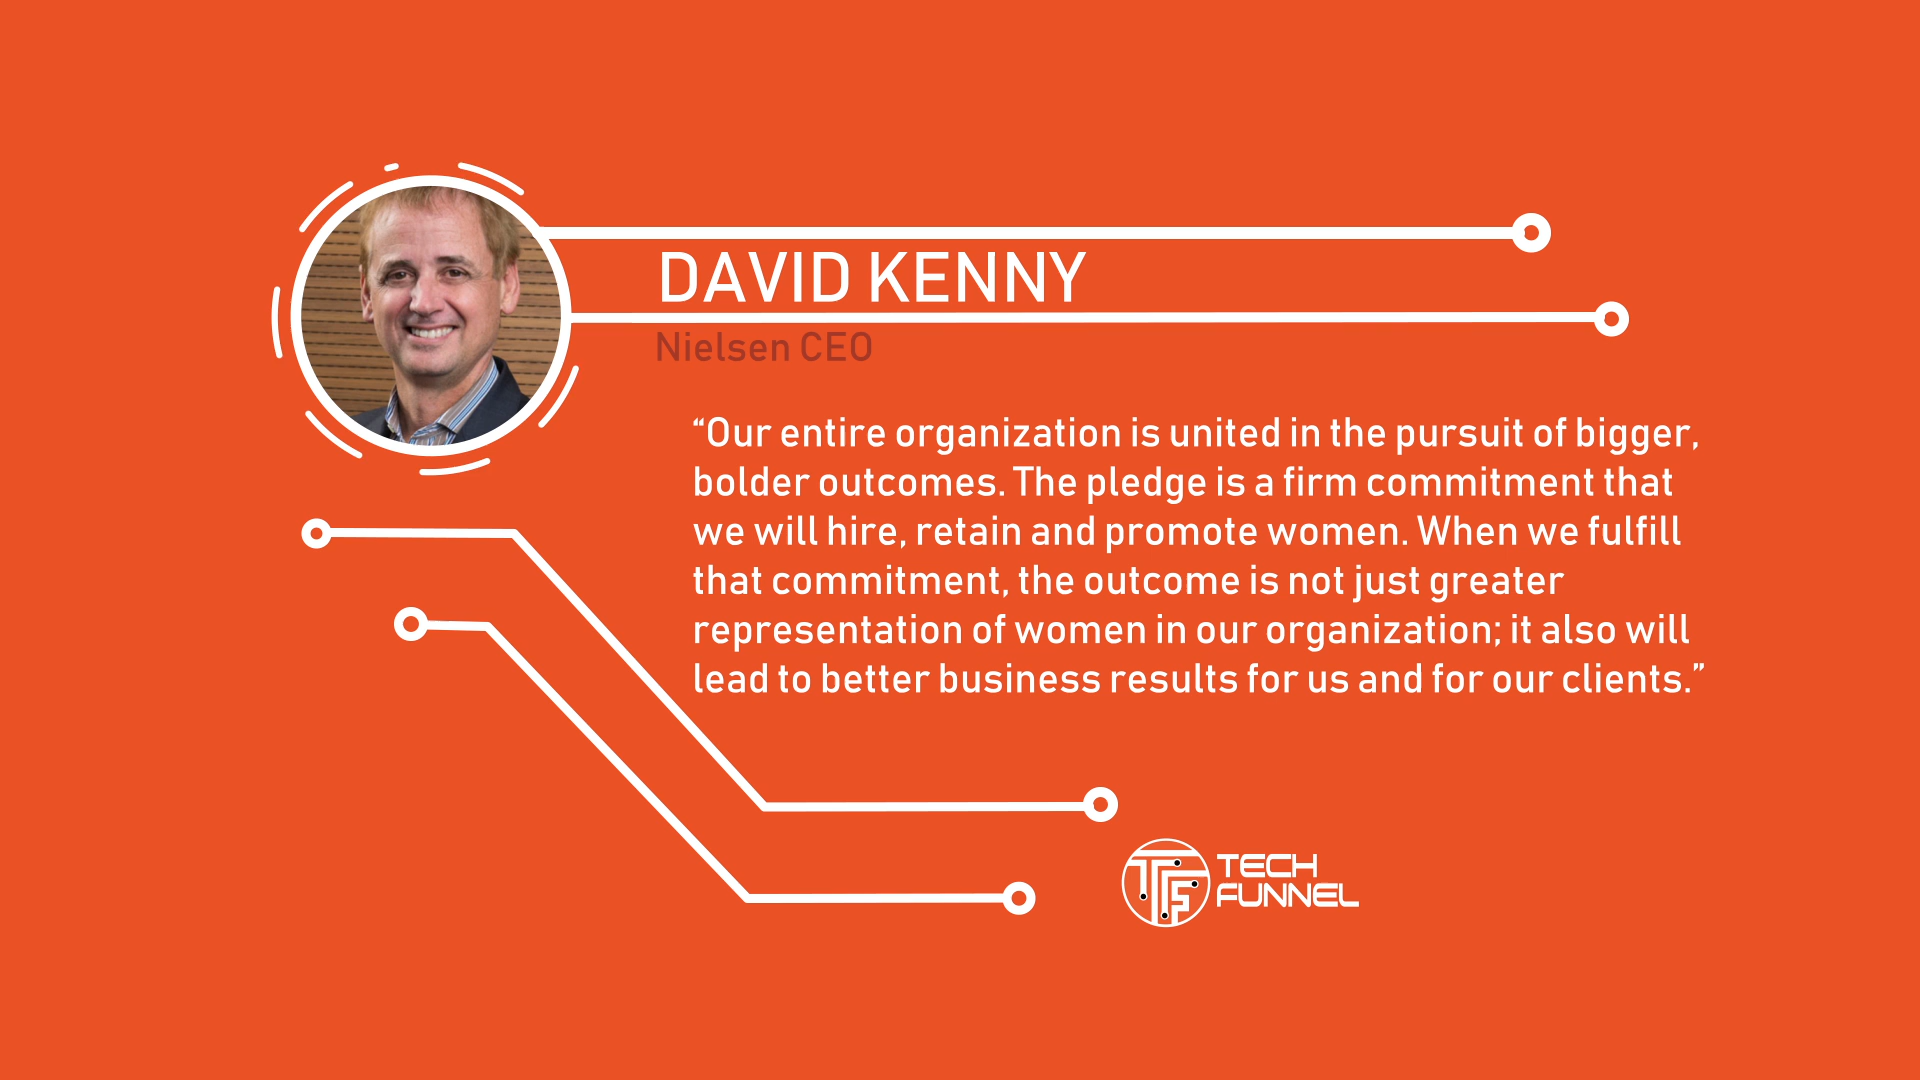 DAVID KENNY
Nielsen CEO
“Our entire organization is united in the pursuit of bigger,
bolder outcomes. The pledge is a firm commitment that
we will hire, retain and promote women. When we fulfill
that commitment, the outcome is not just greater
representation of women in our organization; it also will
lead to better business results for us and for our clients.”
TECH
FUNNEL